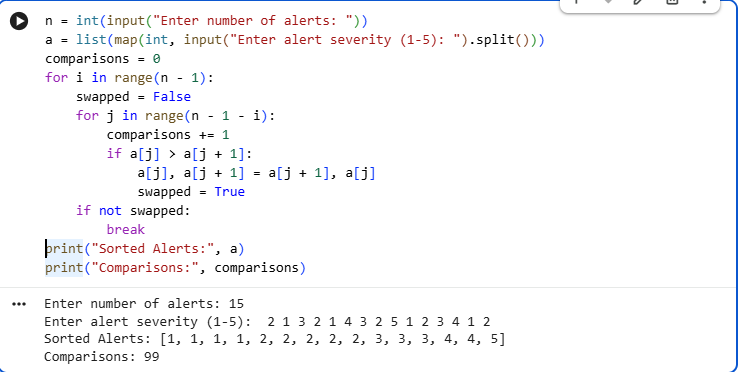 n = int(input("Enter number of alerts: "))
a = list(map(int, input("Enter alert severity (1-5): ").split()))
comparisons = 0
for i in range(n - 1):
    swapped = False
    for j in range(n - 1 - i):
        comparisons += 1
        if a[j] > a[j + 1]:
            a[j], a[j + 1] = a[j + 1], a[j]
            swapped = True
    if not swapped:
        break
print("Sorted Alerts:", a)
print("Comparisons:", comparisons)
Enter number of alerts: 15
Enter alert severity (1-5):  2 1 3 2 1 4 3 2 5 1 2 3 4 1 2
Sorted Alerts: [1, 1, 1, 1, 2, 2, 2, 2, 2, 3, 3, 3, 4, 4, 5]
Comparisons: 99